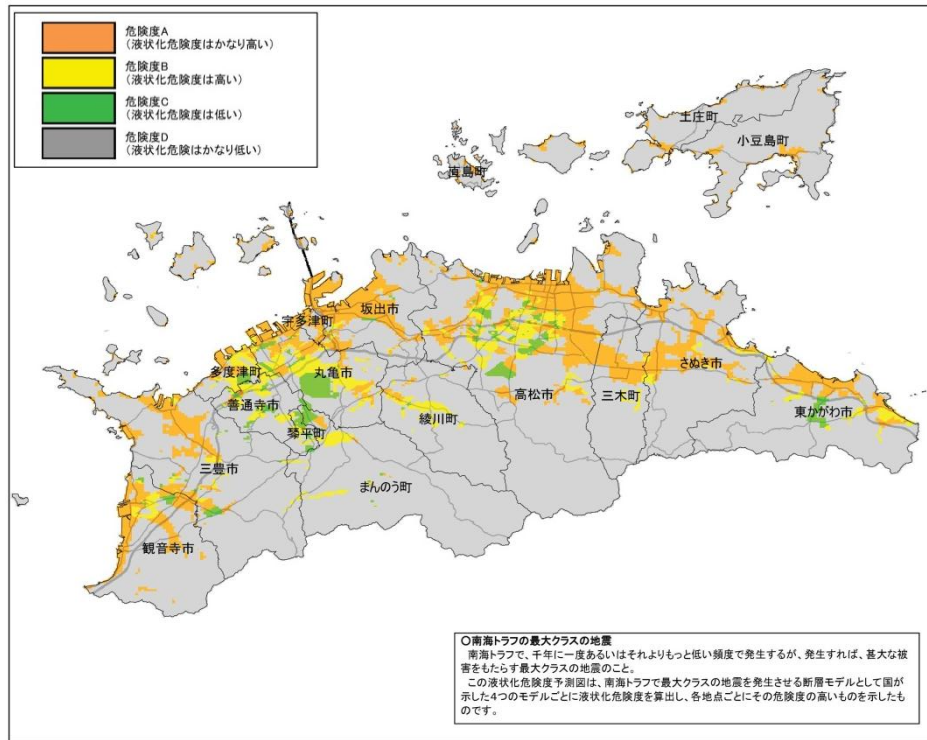 危険度A
(液状化危険度はかなり高い)
危険度B
(液状化危険度は高い)
危険度C
(液状化危険度は低い)
危険度D
(液状化危険はかなり低い)
土庄町
小豆島町
直島町
坂出市
宇多津町
多度津町
丸亀市
さぬき市
善通寺市
高松市
三木町
綾川町
東かがわ市
琴平町
三豊市
まんのう町
観音寺市
○南海トラフの最大クラスの地震
南海トラフで、千年に一度あるいはそれよりもっと低い頻度で発生するが、発生すれば、甚大な被
害をもたらす最大クラスの地震のこと。
この液状化危険度予測図は、南海トラフで最大クラスの地震を発生させる断層モデルとして国が
示した4つのモデルごとに液状化危険度を算出し、各地点ごとにその危険度の高いものを示したも
のです。